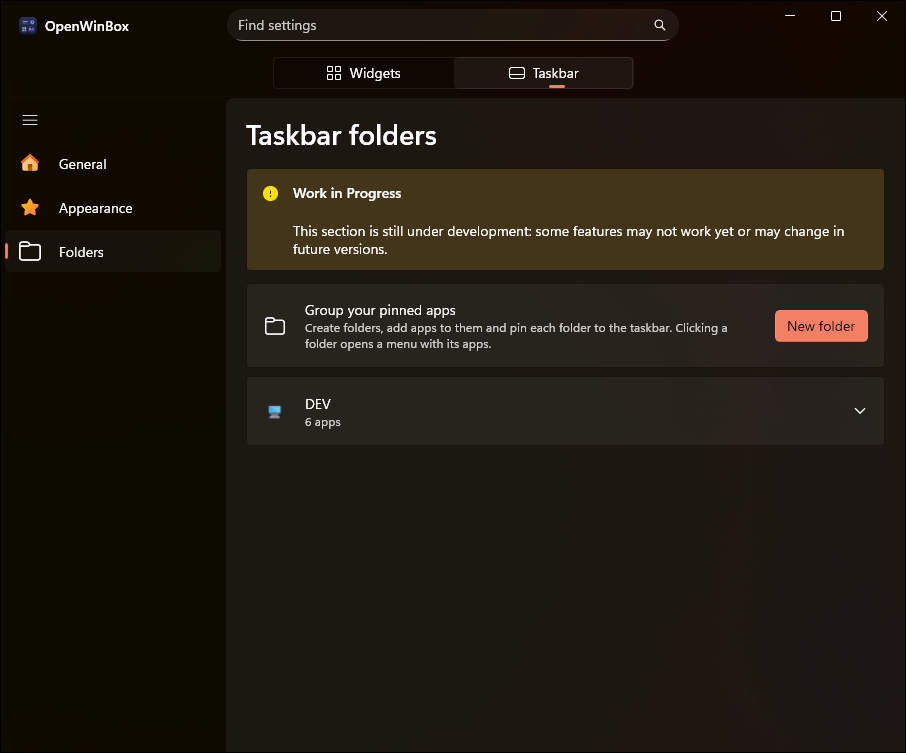 OpenWinBox
Find settings
Widgets
Taskbar
General
Appearance
Folders
Taskbar folders
Work in Progress
This section is still under development: some features may not work yet or may change in
future versions.
Group your pinned apps
Create folders, add apps to them and pin each folder to the taskbar. Clicking a
folder opens a menu with its apps.
New folder
DEV
6 apps